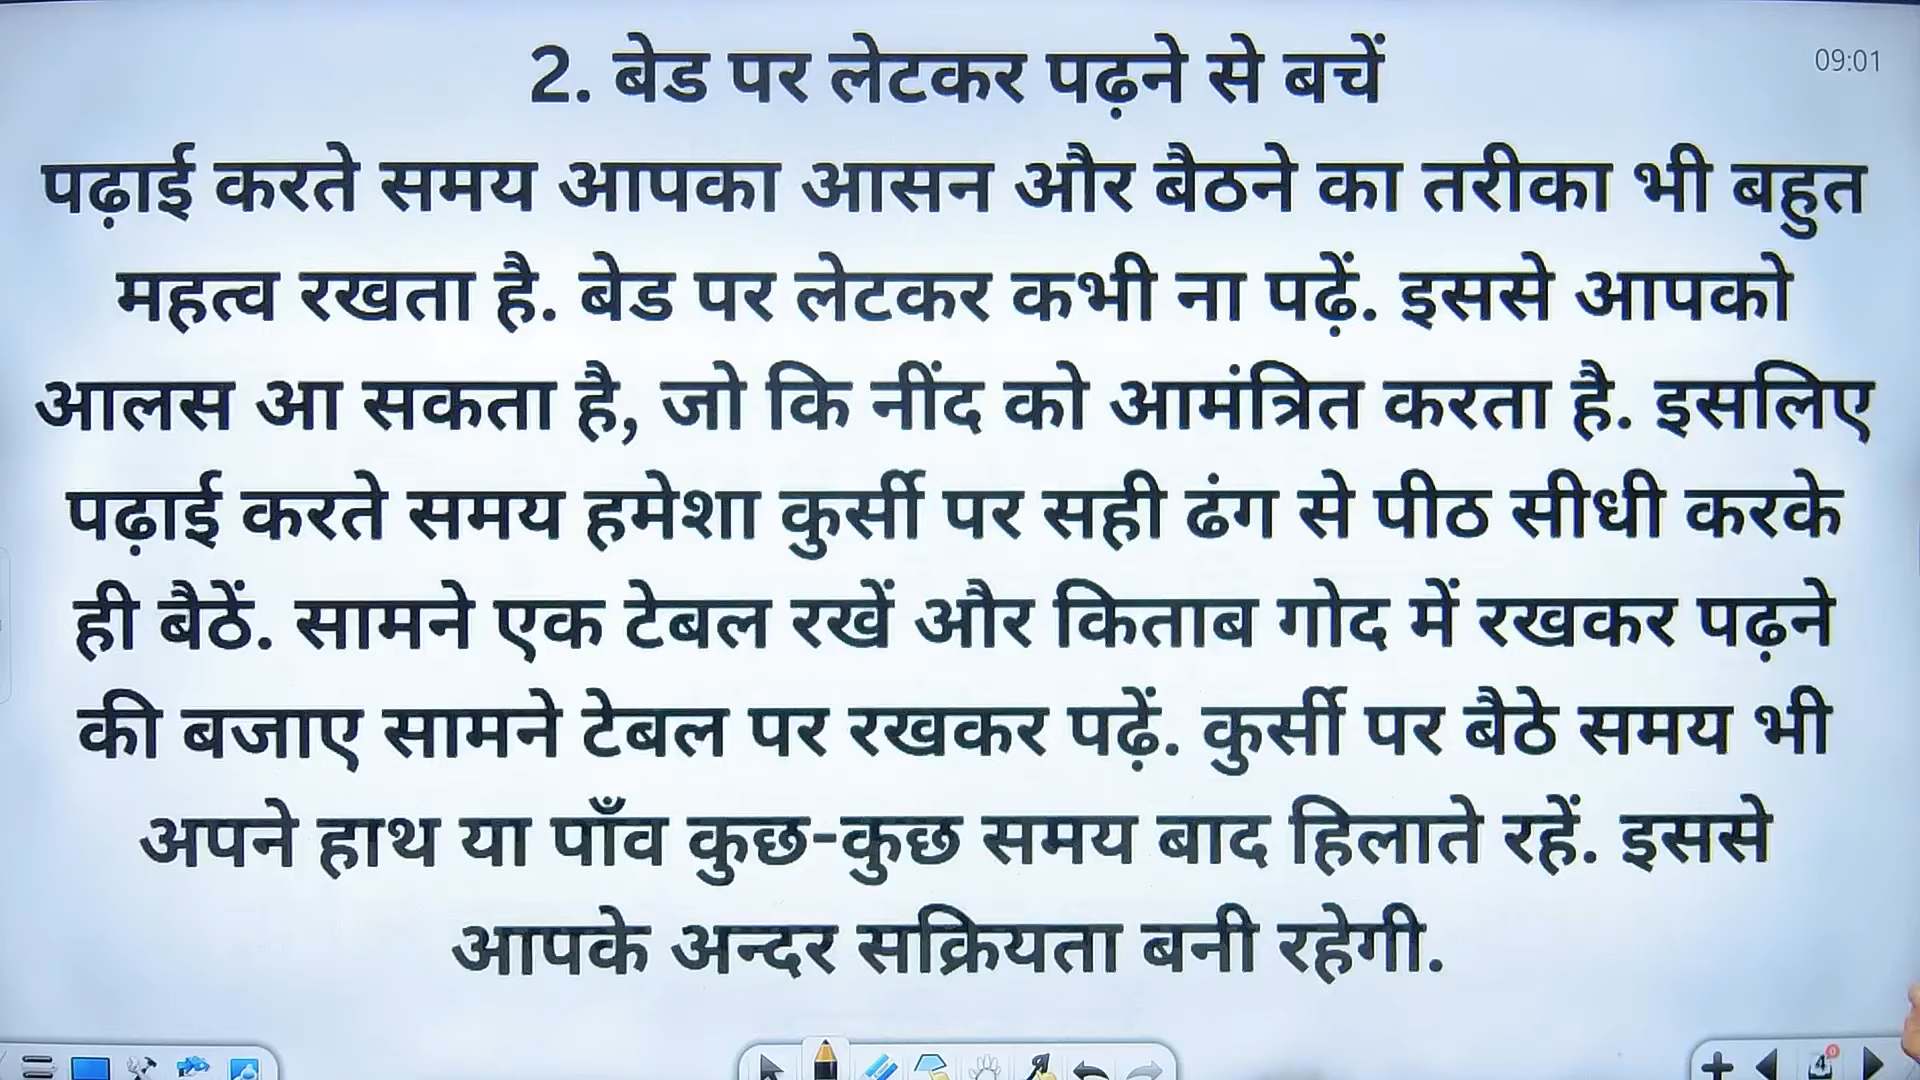 09:01
2. बेड पर लेटकर पढ़ने से बचें
पढ़ाई करते समय आपका आसन और बैठने का तरीका भी बहुत
महत्व रखता है. बेड पर लेटकर कभी ना पढ़ें. इससे आपको
आलस आ सकता है, जो कि नींद को आमंत्रित करता है. इसलिए
पढ़ाई करते समय हमेशा कुर्सी पर सही ढंग से पीठ सीधी करके
ही बैठें. सामने एक टेबल रखें और किताब गोद में रखकर पढ़ने
की बजाए सामने टेबल पर रखकर पढ़ें. कुर्सी पर बैठे समय भी
अपने हाथ या पाँव कुछ-कुछ समय बाद हिलाते रहें. इससे
आपके अन्दर सक्रियता बनी रहेगी.
4